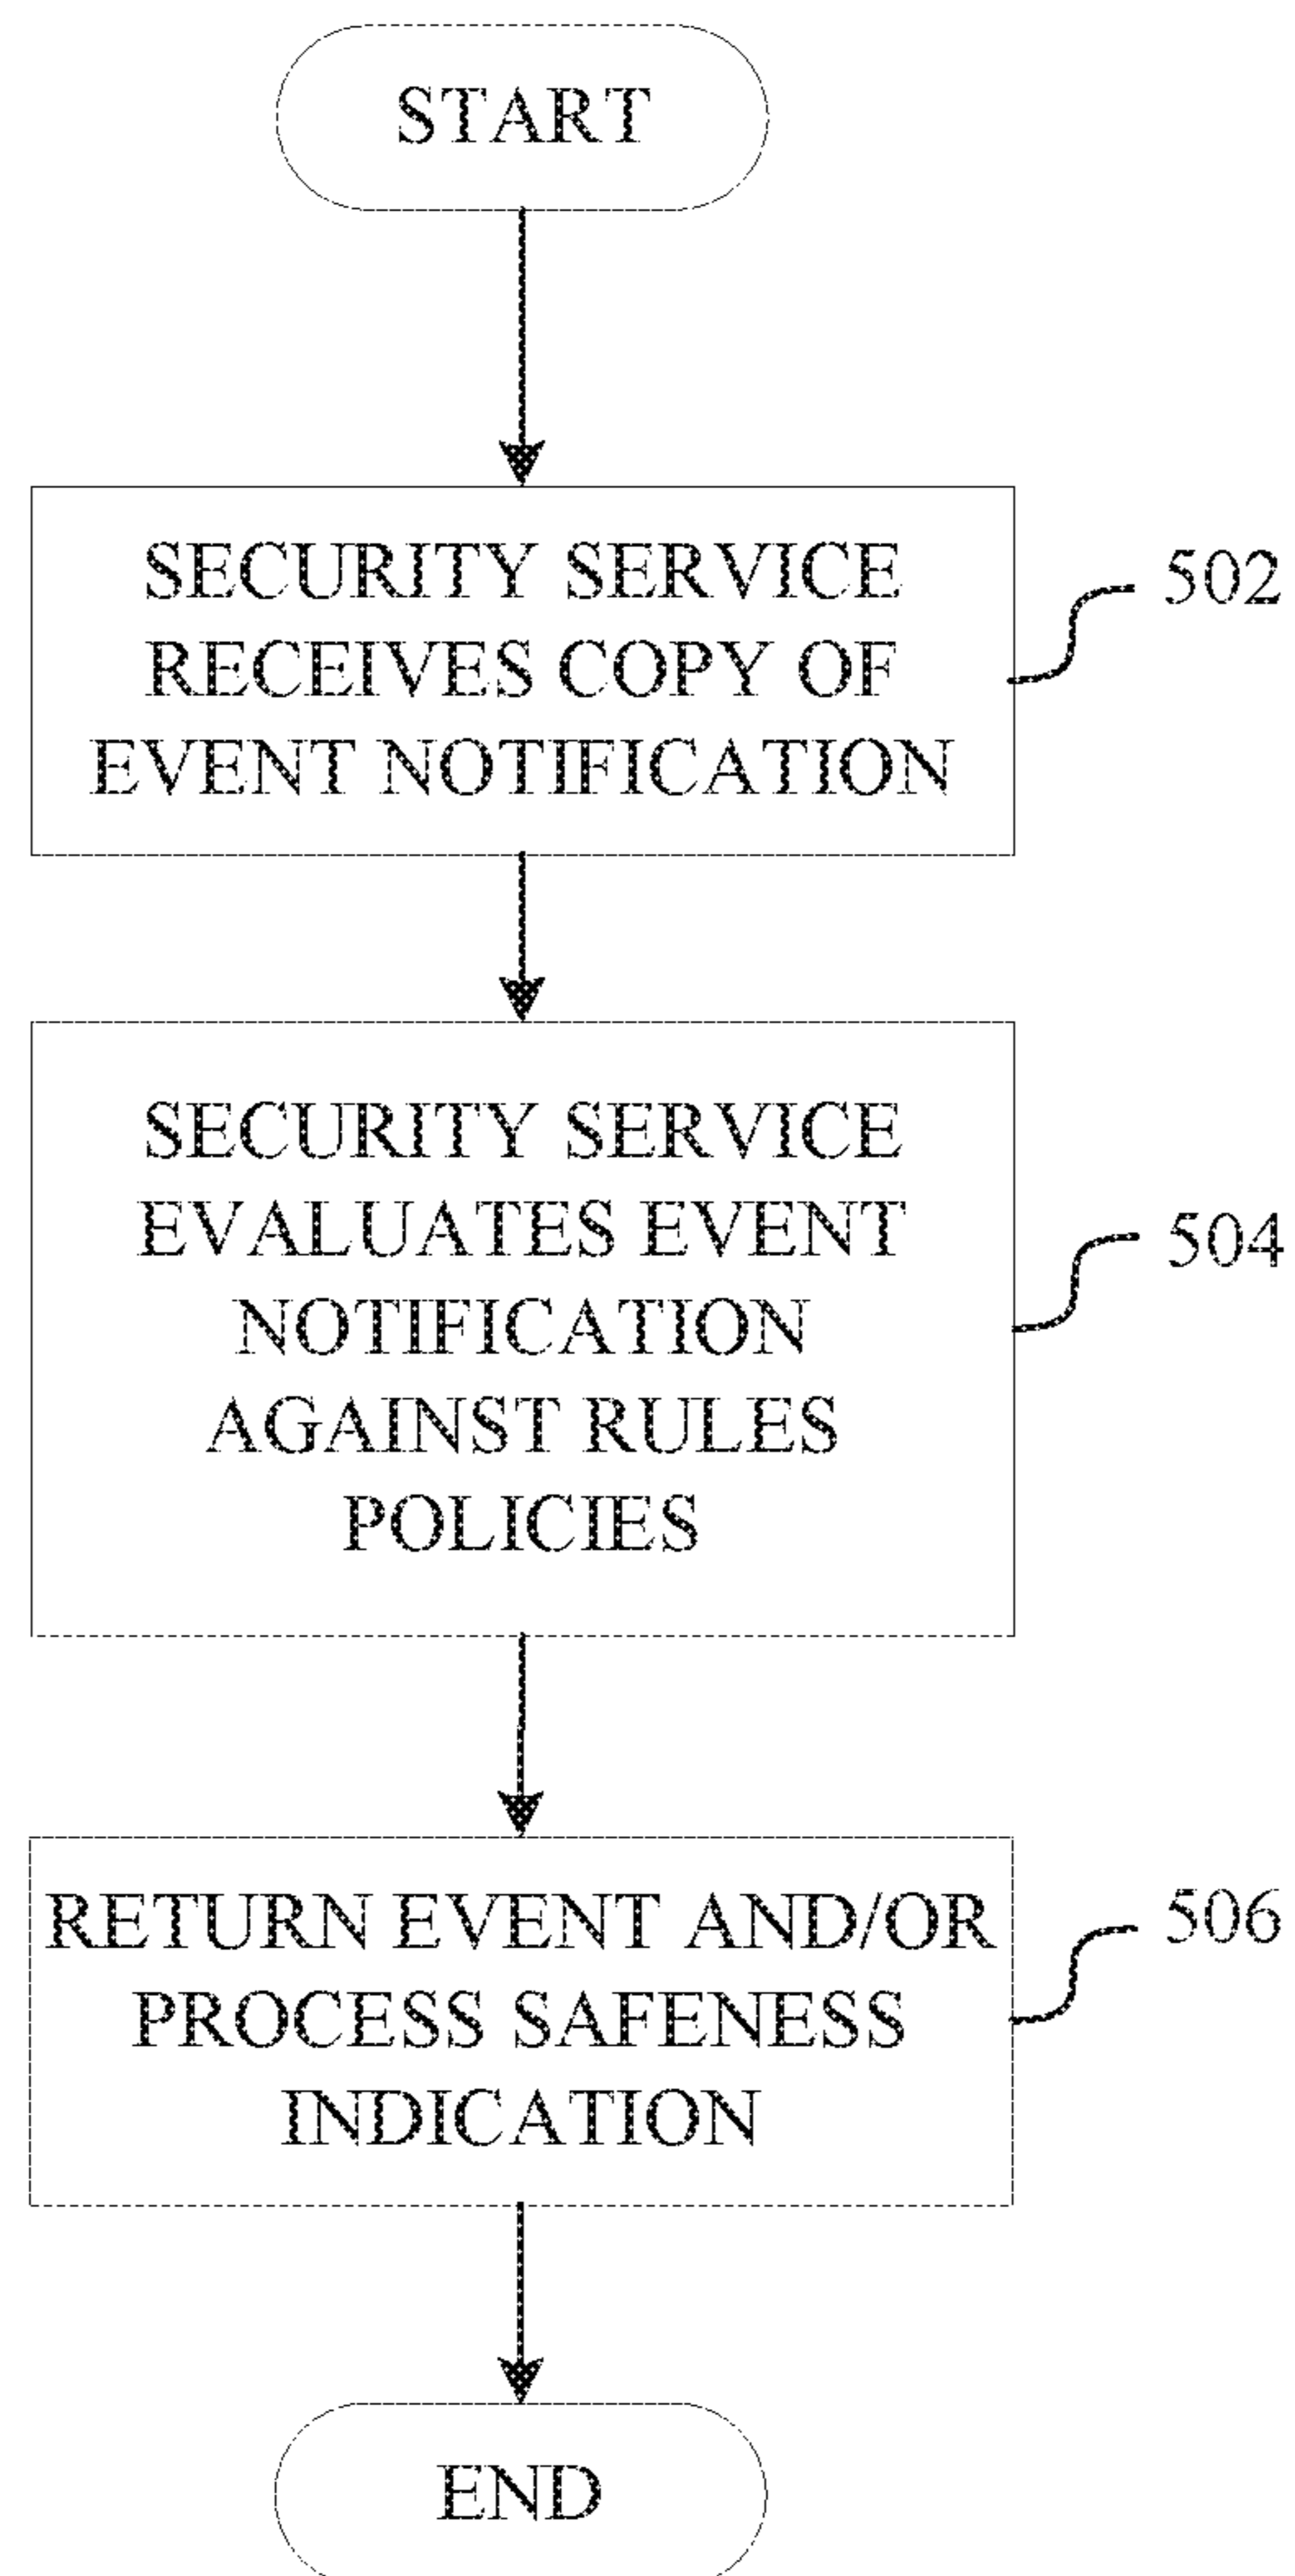 START
SECURITY SERVICE
RECEIVES COPY OF
EVENT NOTIFICATION
502
SECURITY SERVICE
EVALUATES EVENT
NOTIFICATION
AGAINST RULES
POLICIES
504
RETURN EVENT AND/OR
PROCESS SAFENESS
INDICATION
506
END